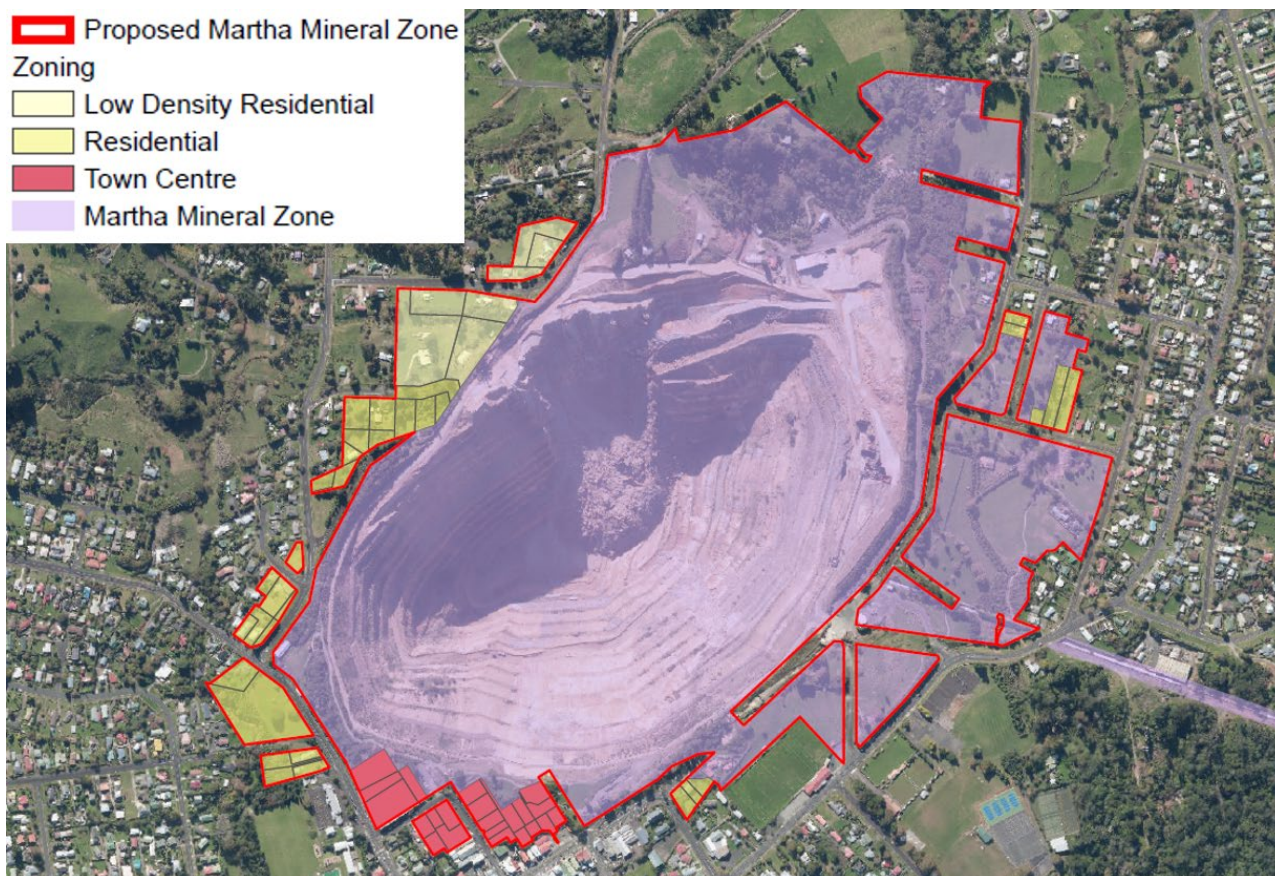 Proposed Martha Mineral Zone
Zoning
Low Density Residential
Residential
Town Centre
Martha Mineral Zone